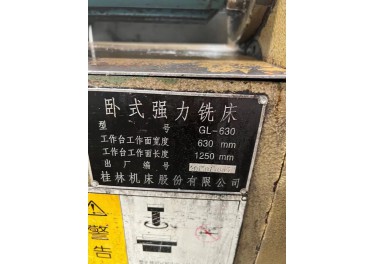 卧式强力铣床
型号 GL-630
工作台工作面宽度 630 mm
工作台工作面长度 1250 mm
出厂编号
桂林机床股份有限公司
警告